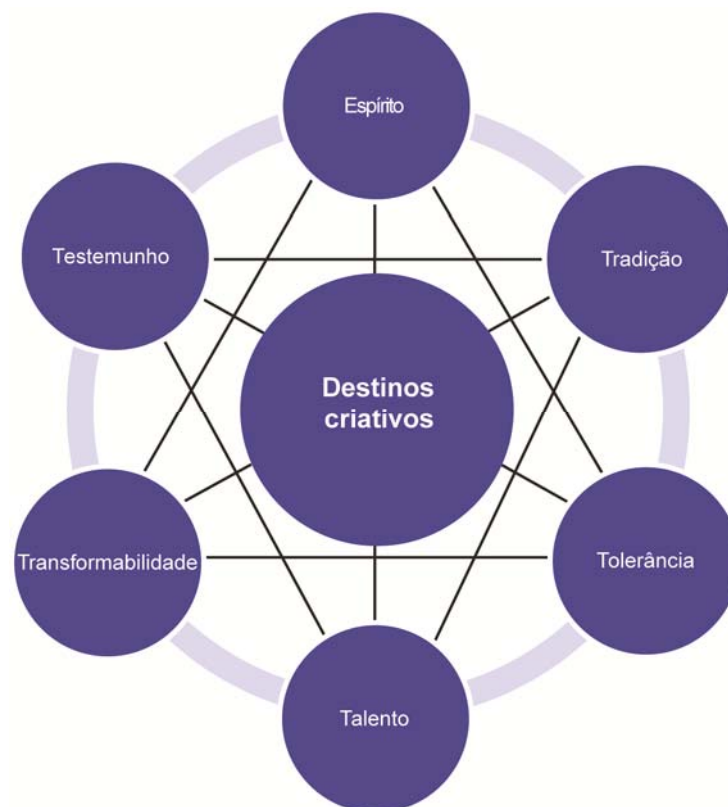 Espírito
Testemunho
Tradição
Destinos
criativos
Transformabilidade
Tolerância
Talento